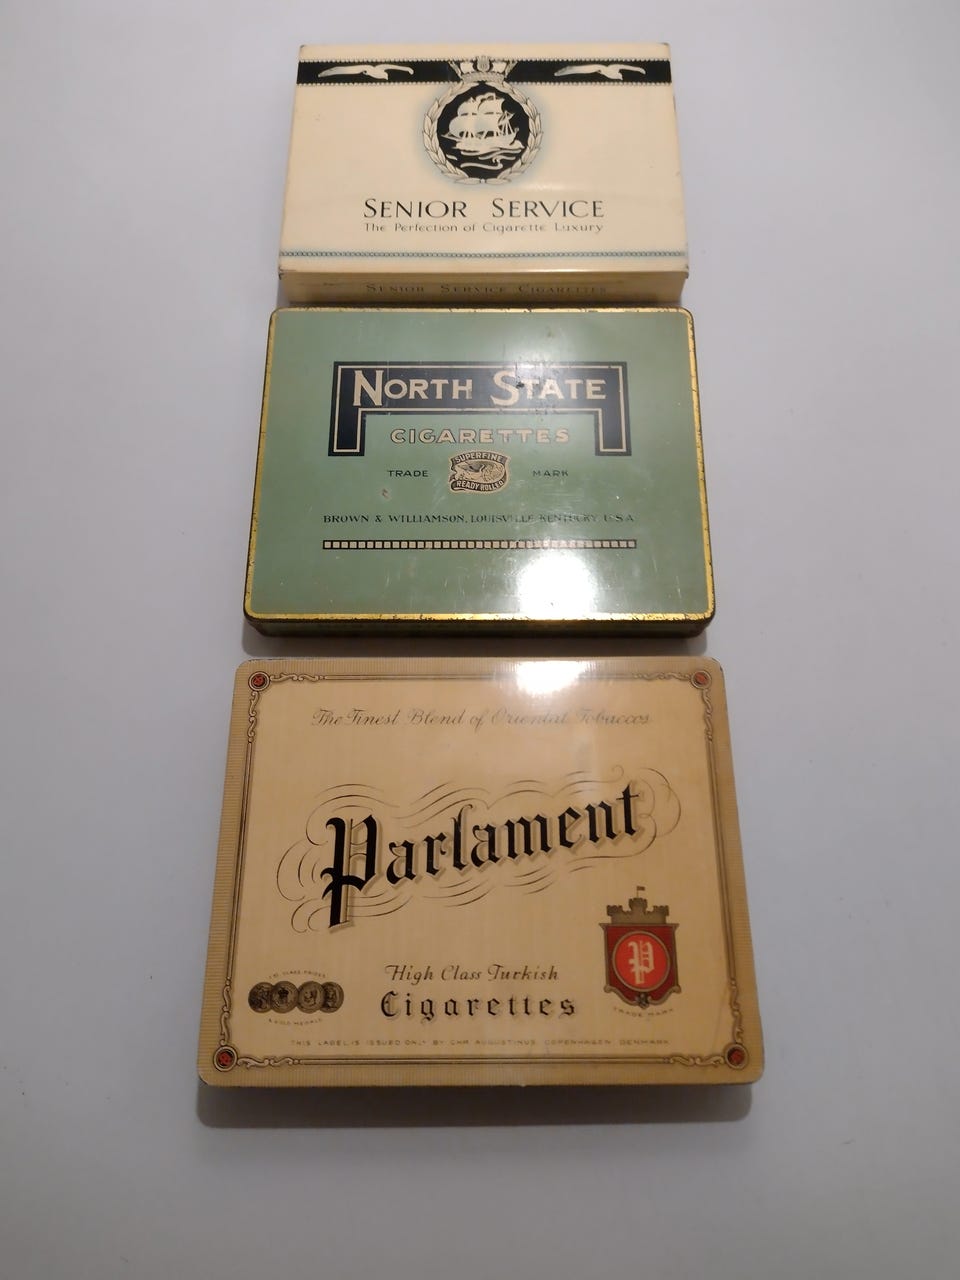 SENIOR SERVICE
The Perfection of Cigarette Luxury
SENIOR SERVICE CIGARETTES
NORTH STATE
CIGARETTES
TRADE MARK
SUPERFINE
READY ROLLED
BROWN & WILLIAMSON, LOUISVILLE KENTUCKY U.S.A
The Finest Blend of Oriental Tobaccos
Parlament
P
High Class Turkish
Cigarettes
TRADE MARK
THIS LABEL IS ISSUED ONLY BY CHR AUGUSTINUS COPENHAGEN DENMARK